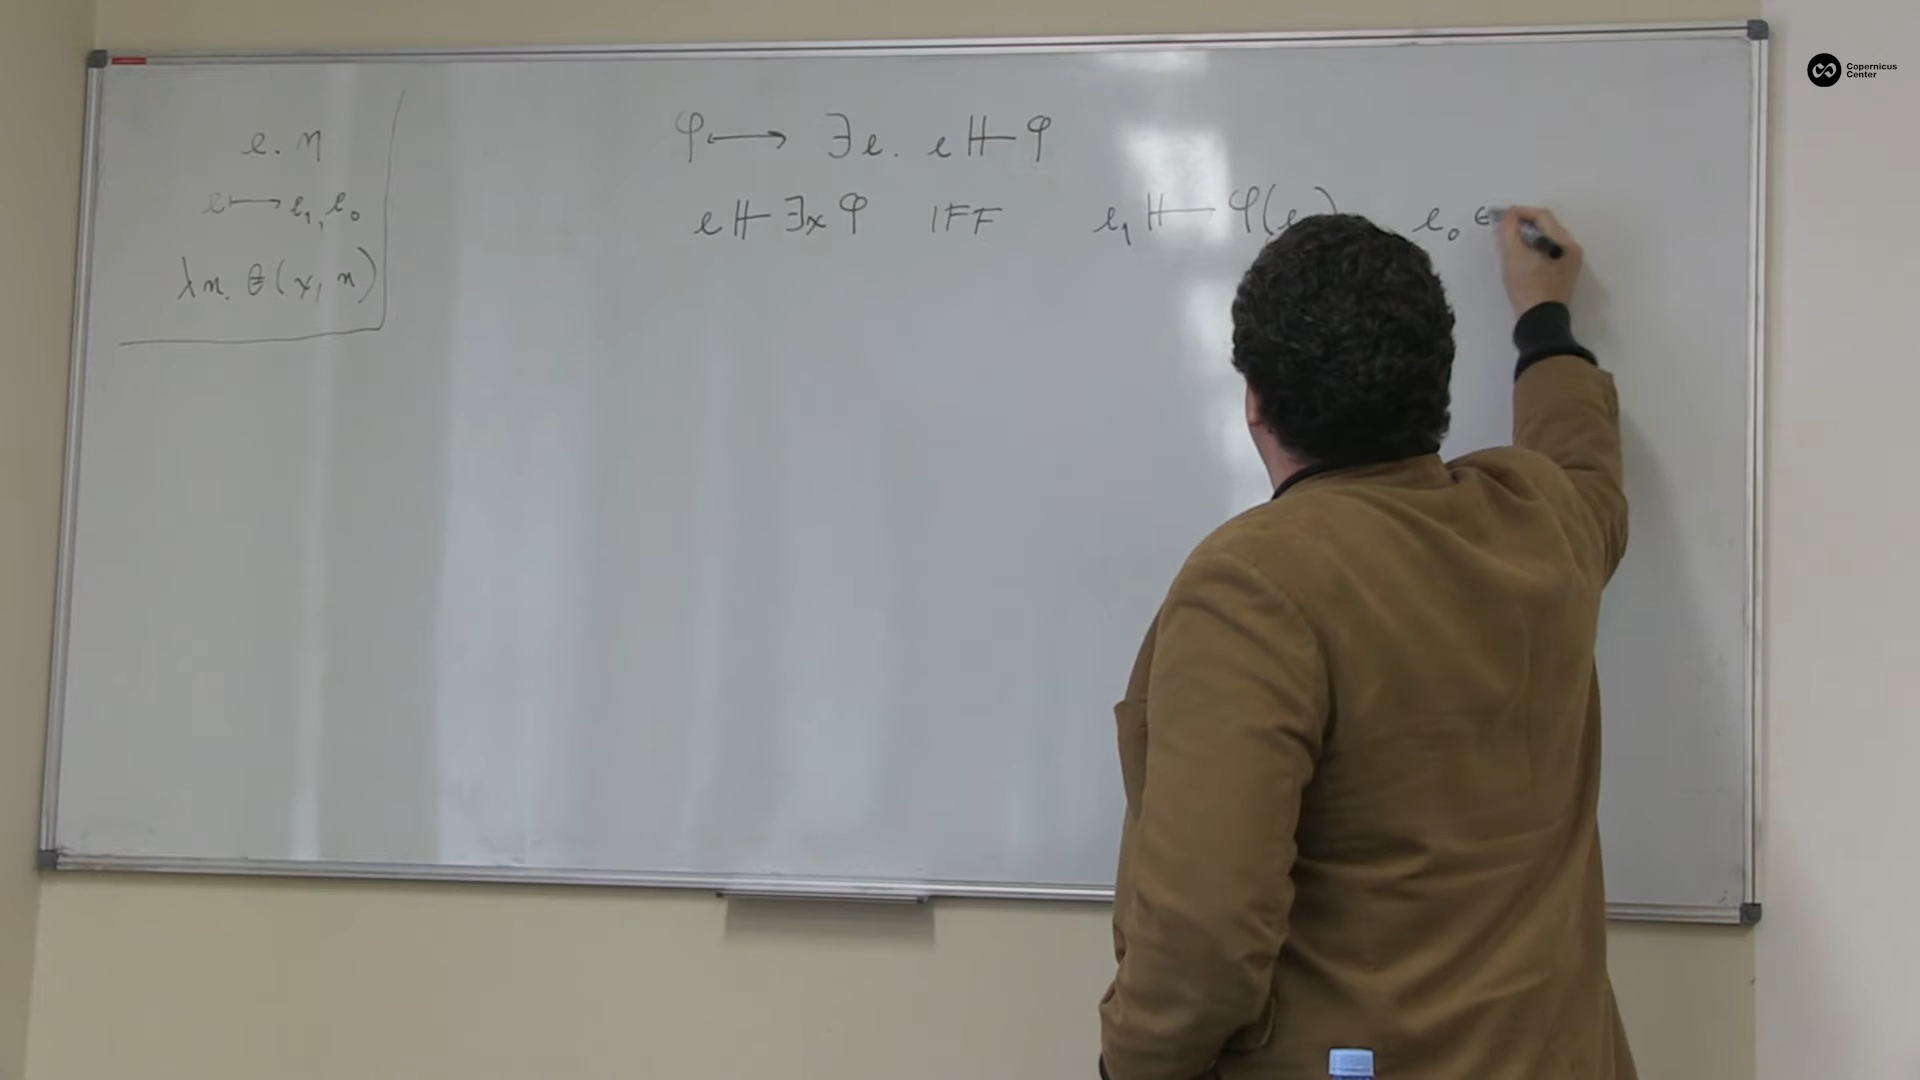 e. n
e ⟼ e₁, e₀
λn. θ(x, n)
φ ⟷ ∃e. e ⊩ φ
e ⊩ ∃x φ IFF e₁ ⊩ φ(e e₀ ∈
Copernicus
Center